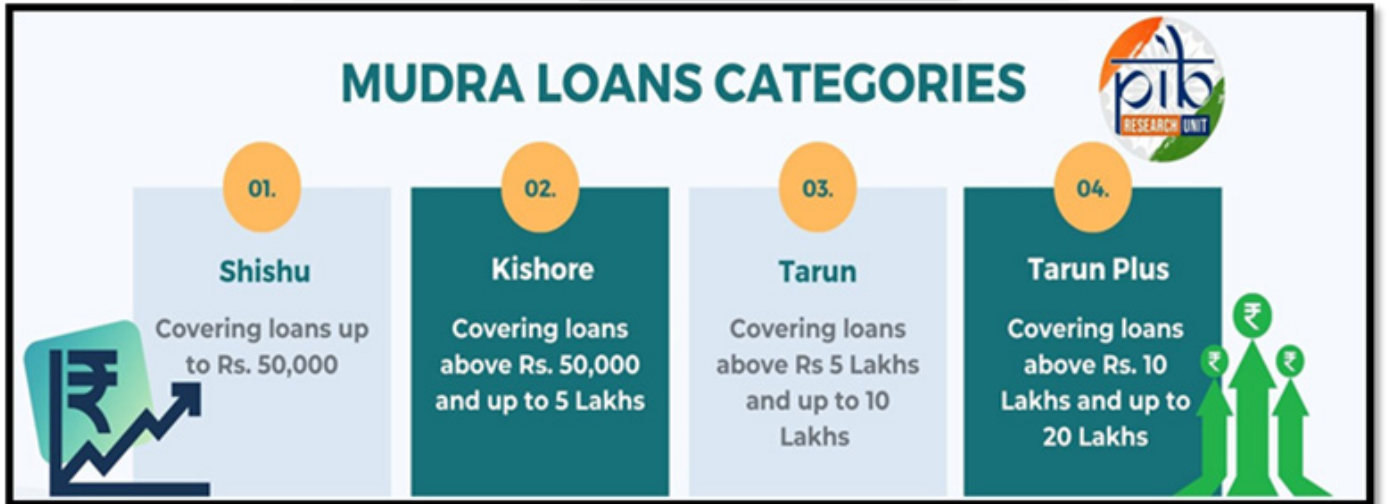 MUDRA LOANS CATEGORIES
pib
RESEARCH UNIT
01.
Shishu
Covering loans up
to Rs. 50,000
02.
Kishore
Covering loans
above Rs. 50,000
and up to 5 Lakhs
03.
Tarun
Covering loans
above Rs 5 Lakhs
and up to 10
Lakhs
04.
Tarun Plus
Covering loans
above Rs. 10
Lakhs and up to
20 Lakhs
₹
₹
₹
₹